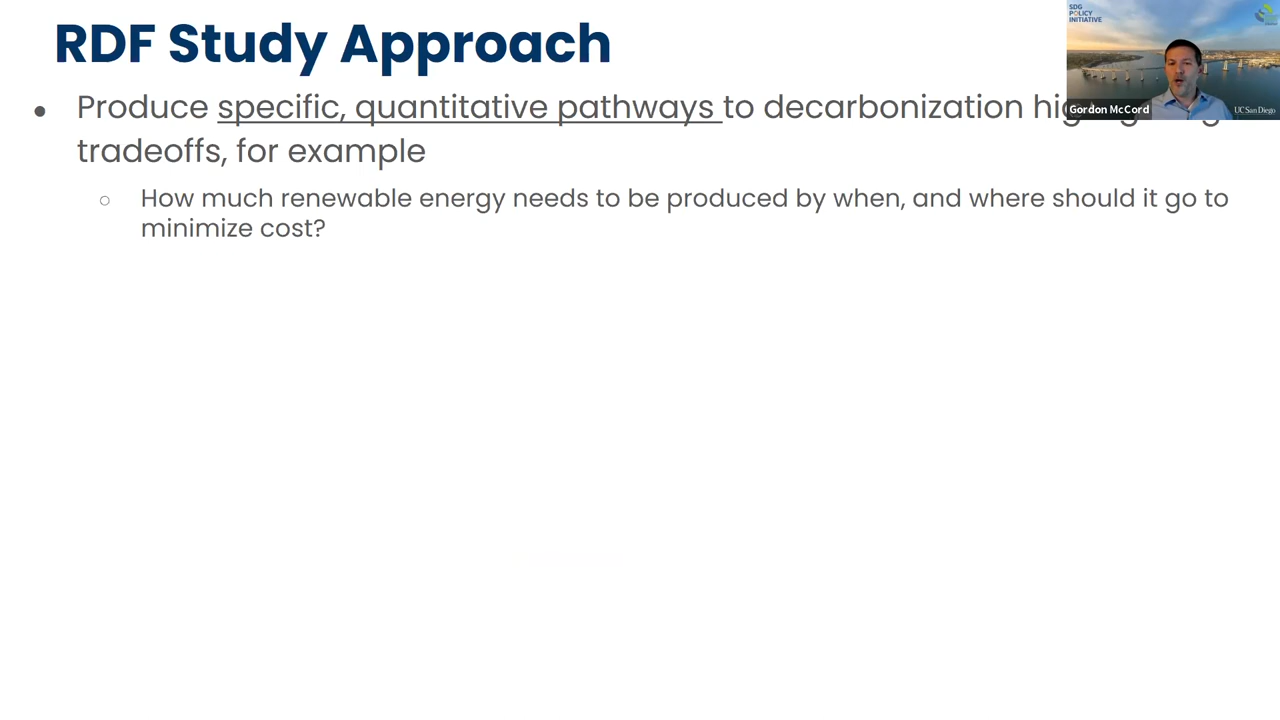 RDF Study Approach
SDG
POLICY
INITIATIVE
Gordon McCord
UC San Diego
● Produce specific, quantitative pathways to decarbonization
tradeoffs, for example
○ How much renewable energy needs to be produced by when, and where should it go to
minimize cost?